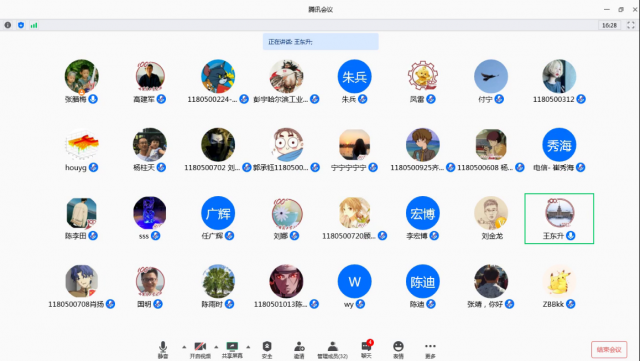 腾讯会议
16:28
正在讲话: 王东升;
张藤梅
高建军
1180500224-...
彭宇哈尔滨工业...
朱兵
朱兵
凤雷
付宁
1180500312
houyg
杨柱天
1180500702 刘...
郭承钰1180500...
宁宁宁宁宁
1180500925齐...
1180500608 杨...
秀海
电信- 崔秀海
陈李田
sss
广辉
任广辉
刘娜
1180500720顾...
宏博
李宏博
刘金龙
王东升
1180500708肖扬
国明
陈雨时
1180501013陈...
W
wy
陈迪
陈迪
张靖，你好
ZBBkk
静音
开启视频
共享屏幕
安全
邀请
管理成员(32)
聊天
表情
更多
结束会议